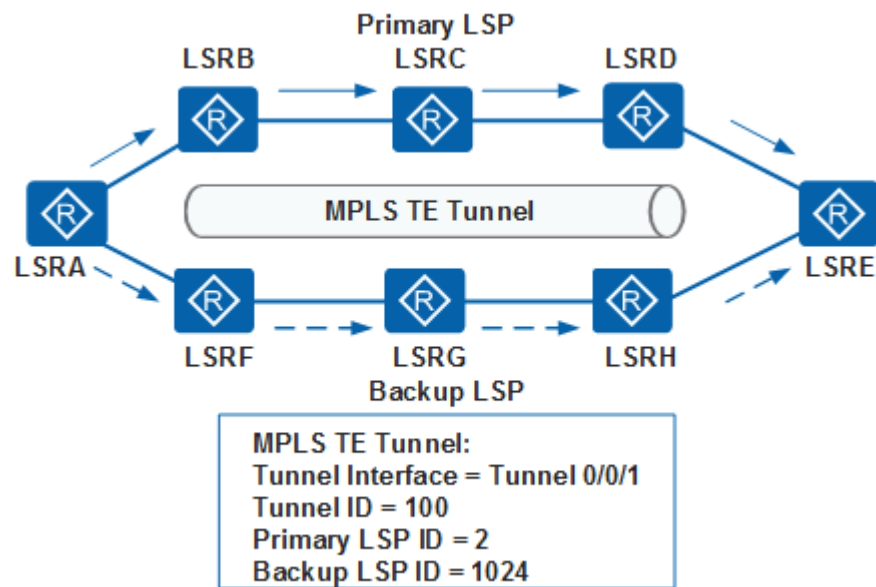 Primary LSP
LSRB LSRC LSRD
R R R
MPLS TE Tunnel
R R
LSRA LSRE
R R R
LSRF LSRG LSRH
Backup LSP
MPLS TE Tunnel:
Tunnel Interface = Tunnel 0/0/1
Tunnel ID = 100
Primary LSP ID = 2
Backup LSP ID = 1024